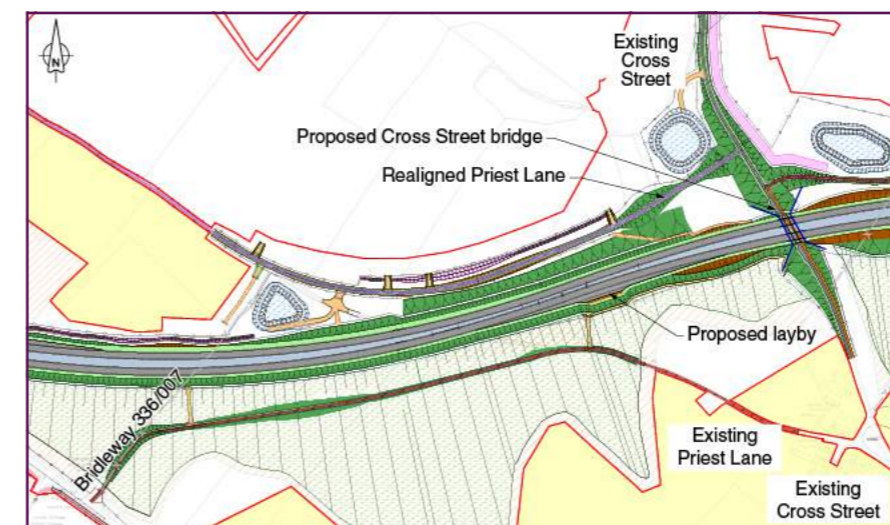 N
Existing
Cross
Street
Proposed Cross Street bridge
Realigned Priest Lane
Proposed layby
Bridleway 336/007
Existing
Priest Lane
Existing
Cross Street